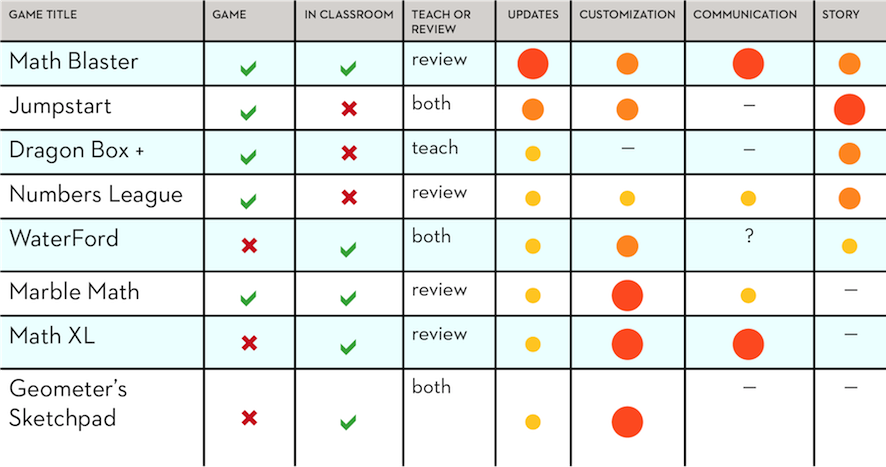 GAME TITLE GAME IN CLASSROOM TEACH OR REVIEW UPDATES CUSTOMIZATION COMMUNICATION STORY
Math Blaster review
Jumpstart both –
Dragon Box + teach – –
Numbers League review
WaterFord both ?
Marble Math review –
Math XL review –
Geometer's both – –
Sketchpad